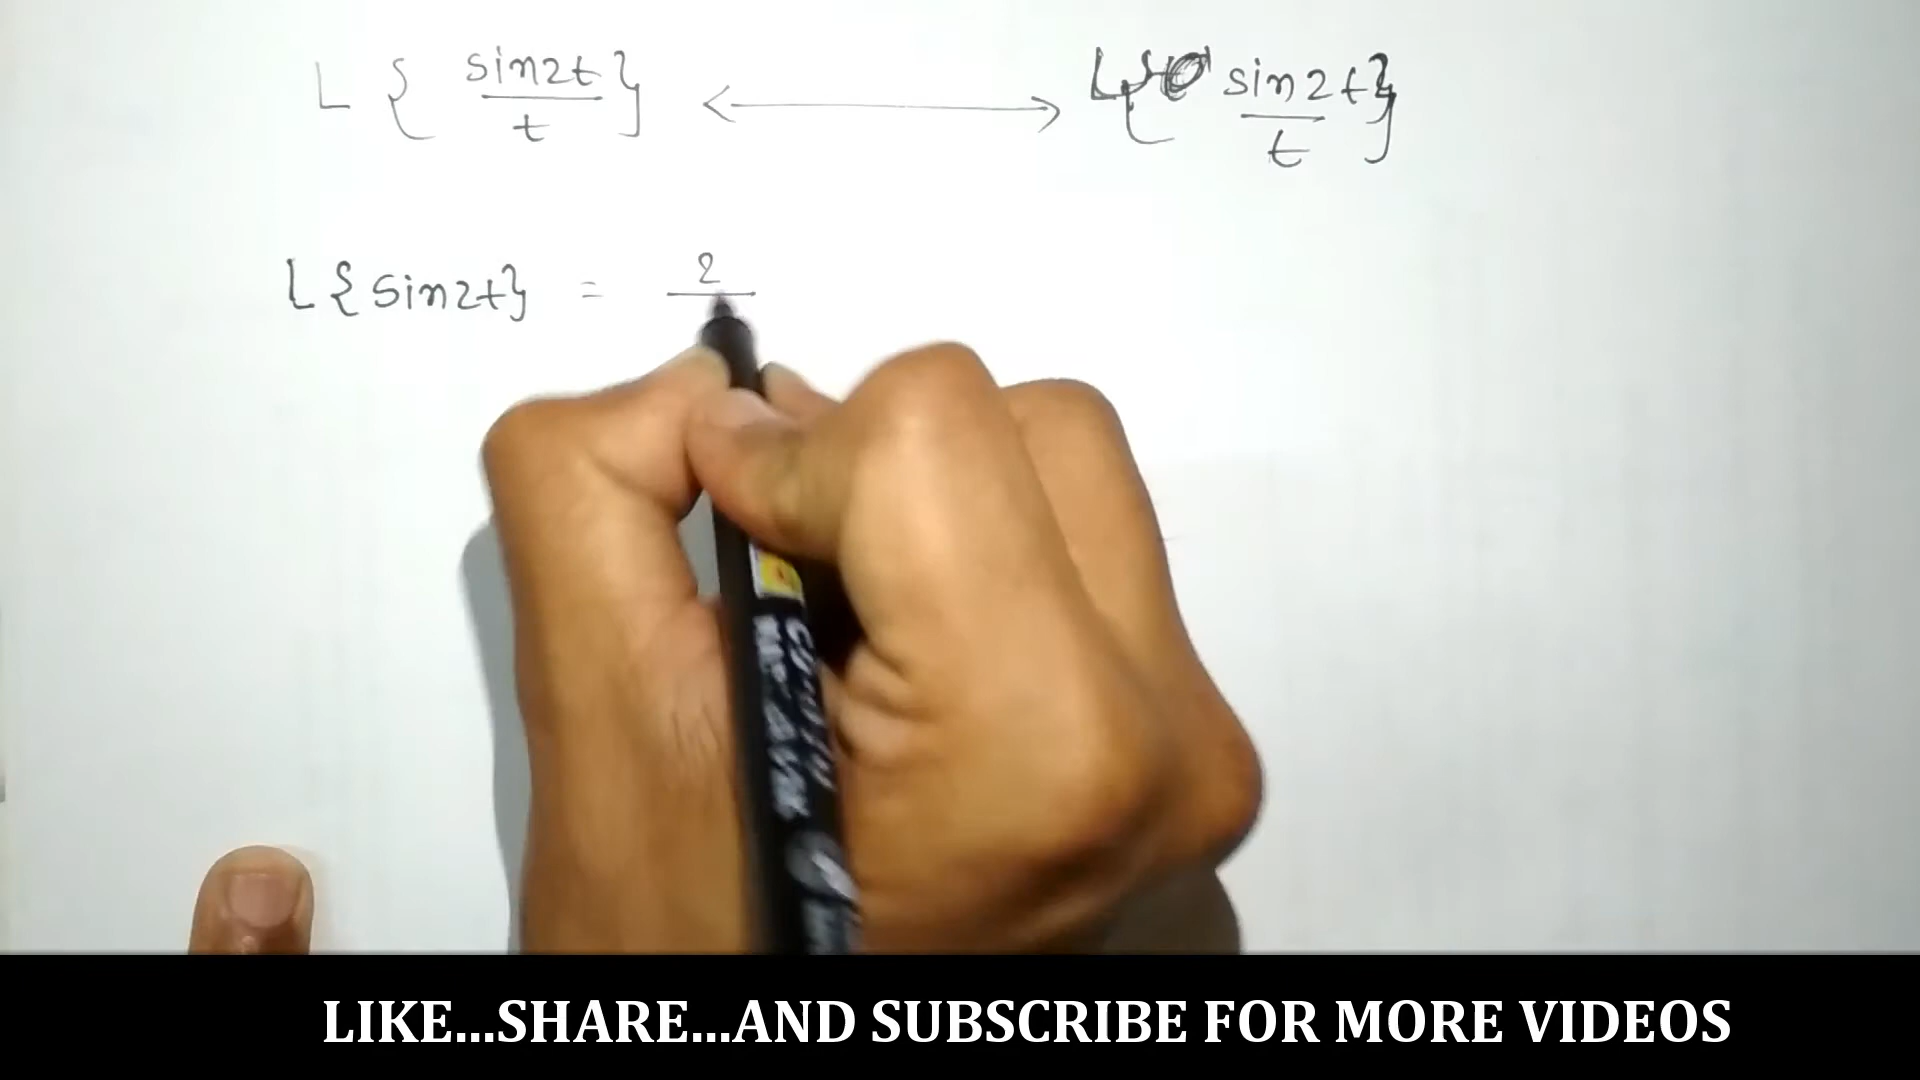 L { sin2t / t } ⟷ L { sin2t / t }
L { sin2t } = 2 /
LIKE...SHARE...AND SUBSCRIBE FOR MORE VIDEOS